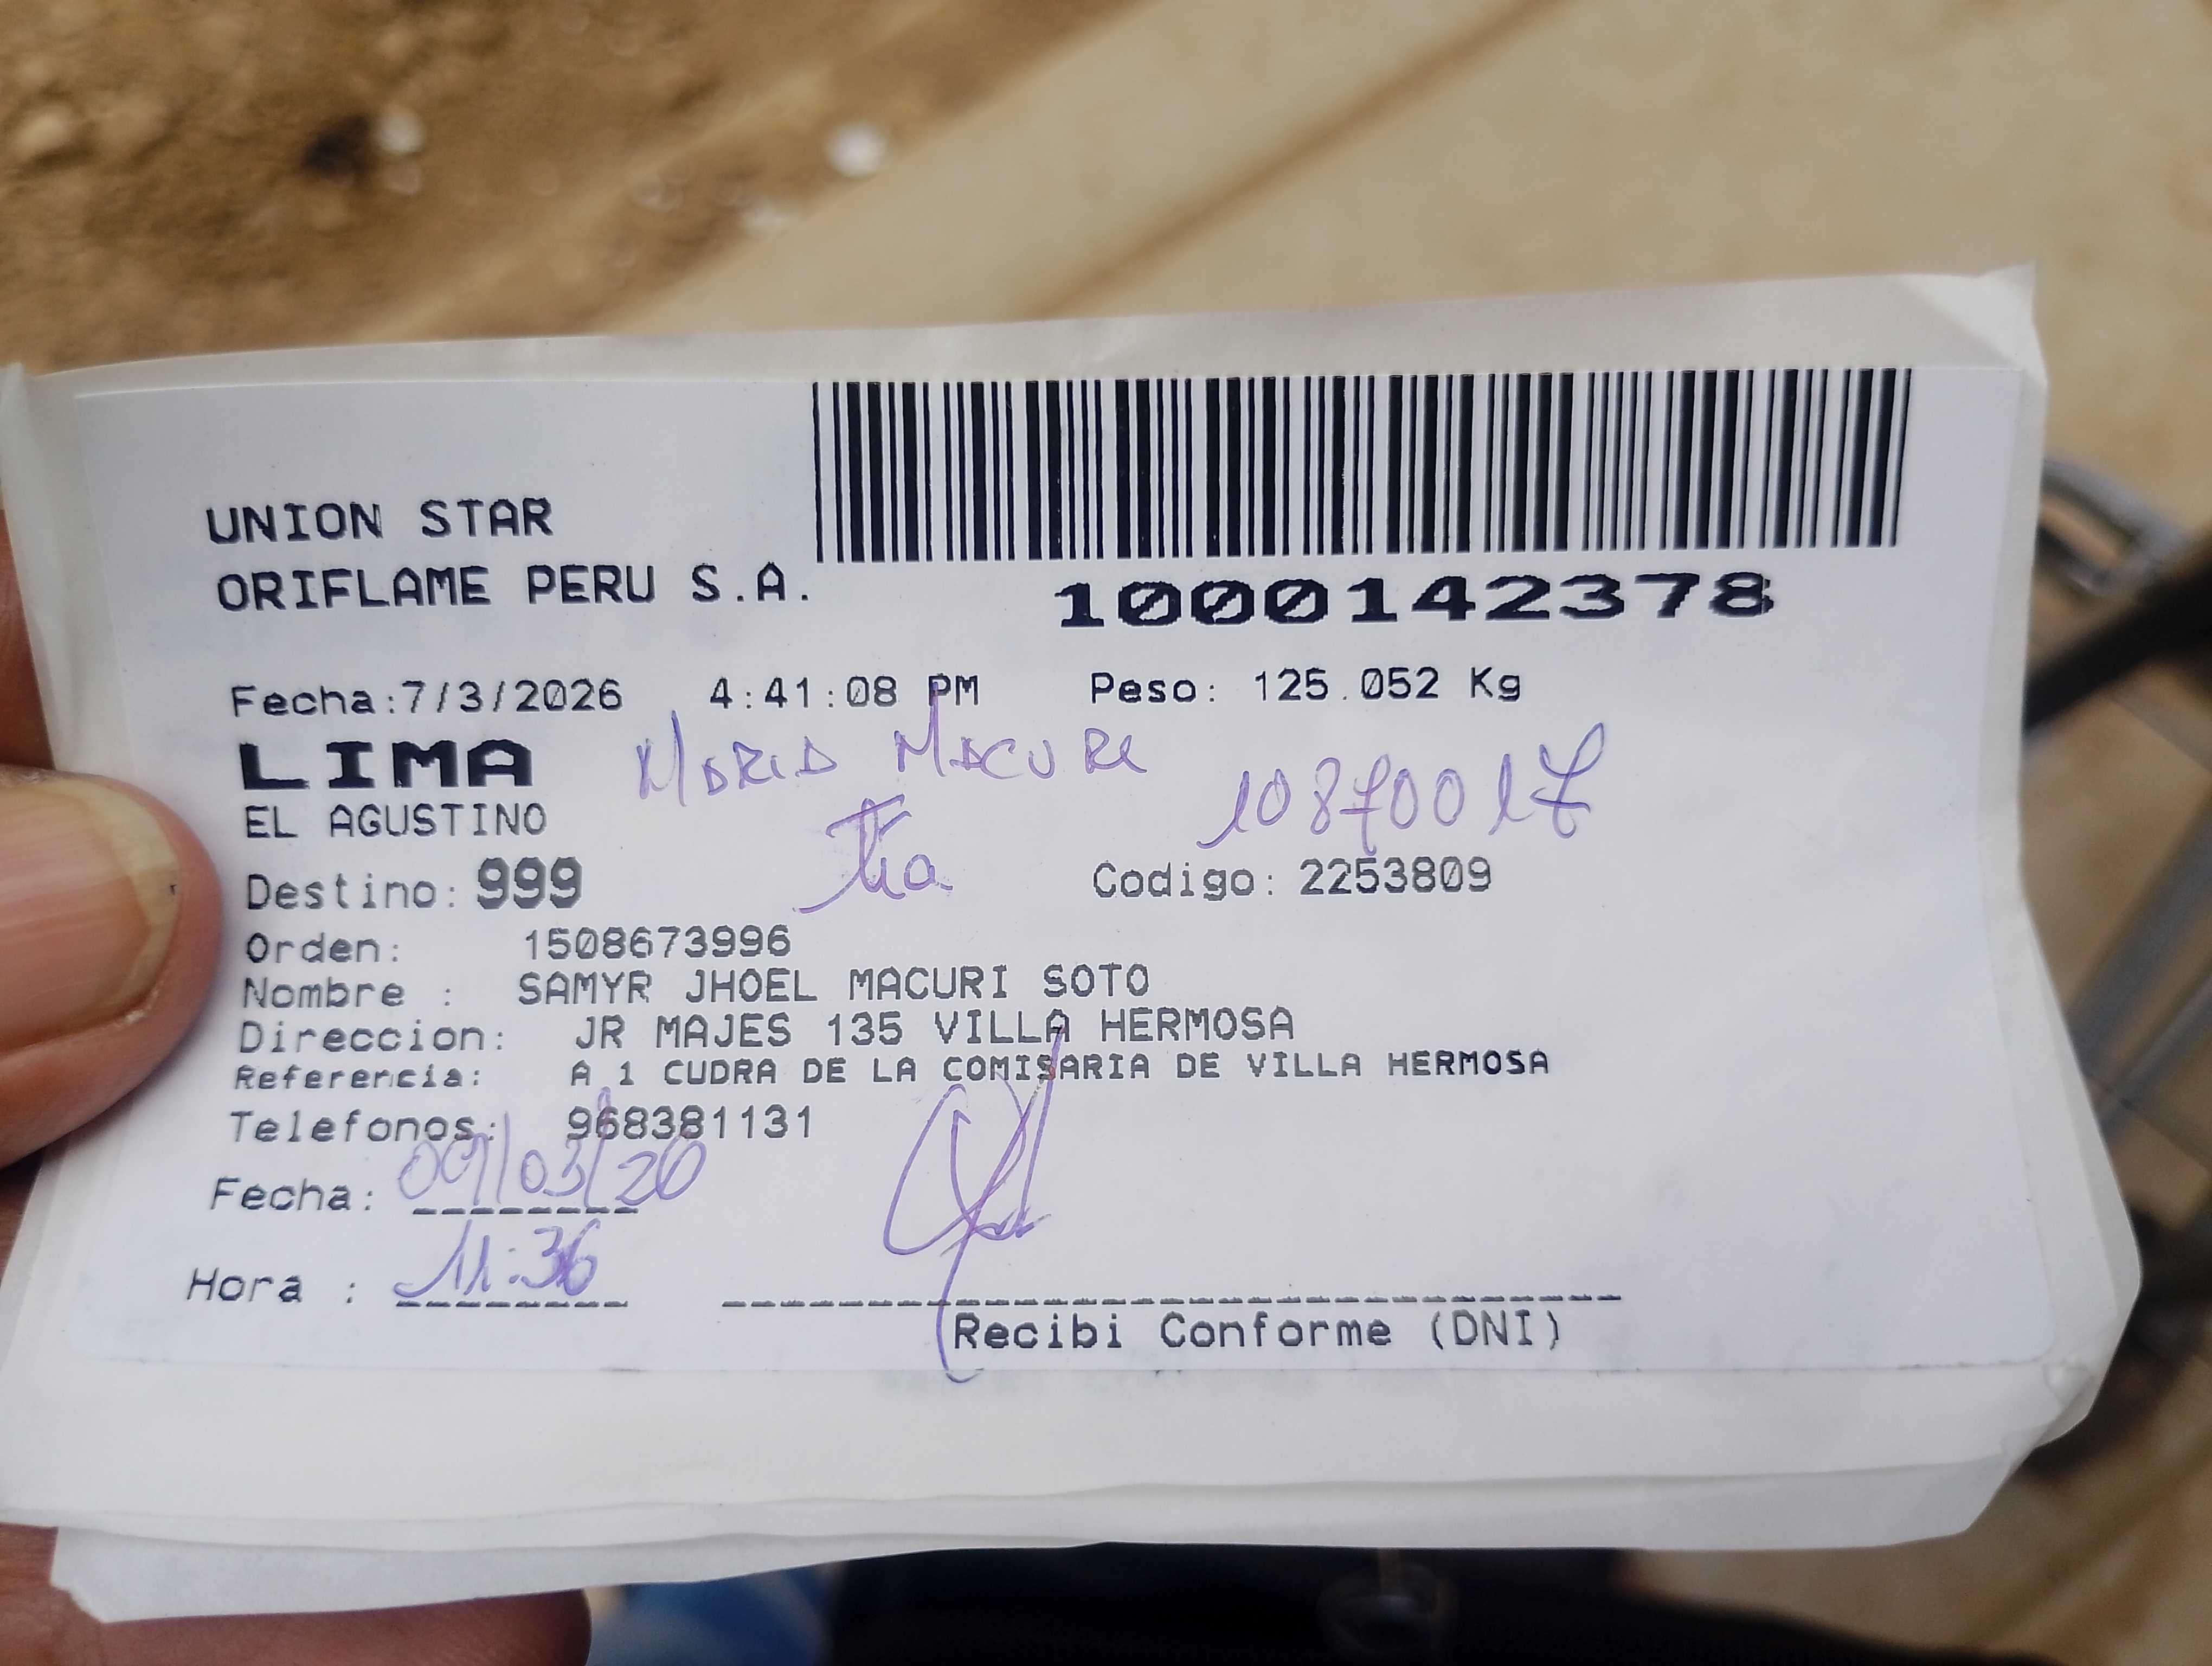 UNION STAR
ORIFLAME PERU S.A.
1000142378
Fecha:7/3/2026 4:41:08 PM Peso: 125.052 Kg
LIMA
MACURI
10870017
EL AGUSTINO
Tia
Destino: 999 Codigo: 2253809
Orden: 1508673996
Nombre : SAMYR JHOEL MACURI SOTO
Direccion: JR MAJES 135 VILLA HERMOSA
Referencia: A 1 CUDRA DE LA COMISARIA DE VILLA HERMOSA
Telefonos: 968381131
Fecha: 09/03/26
Hora : 11:36
Recibi Conforme (DNI)